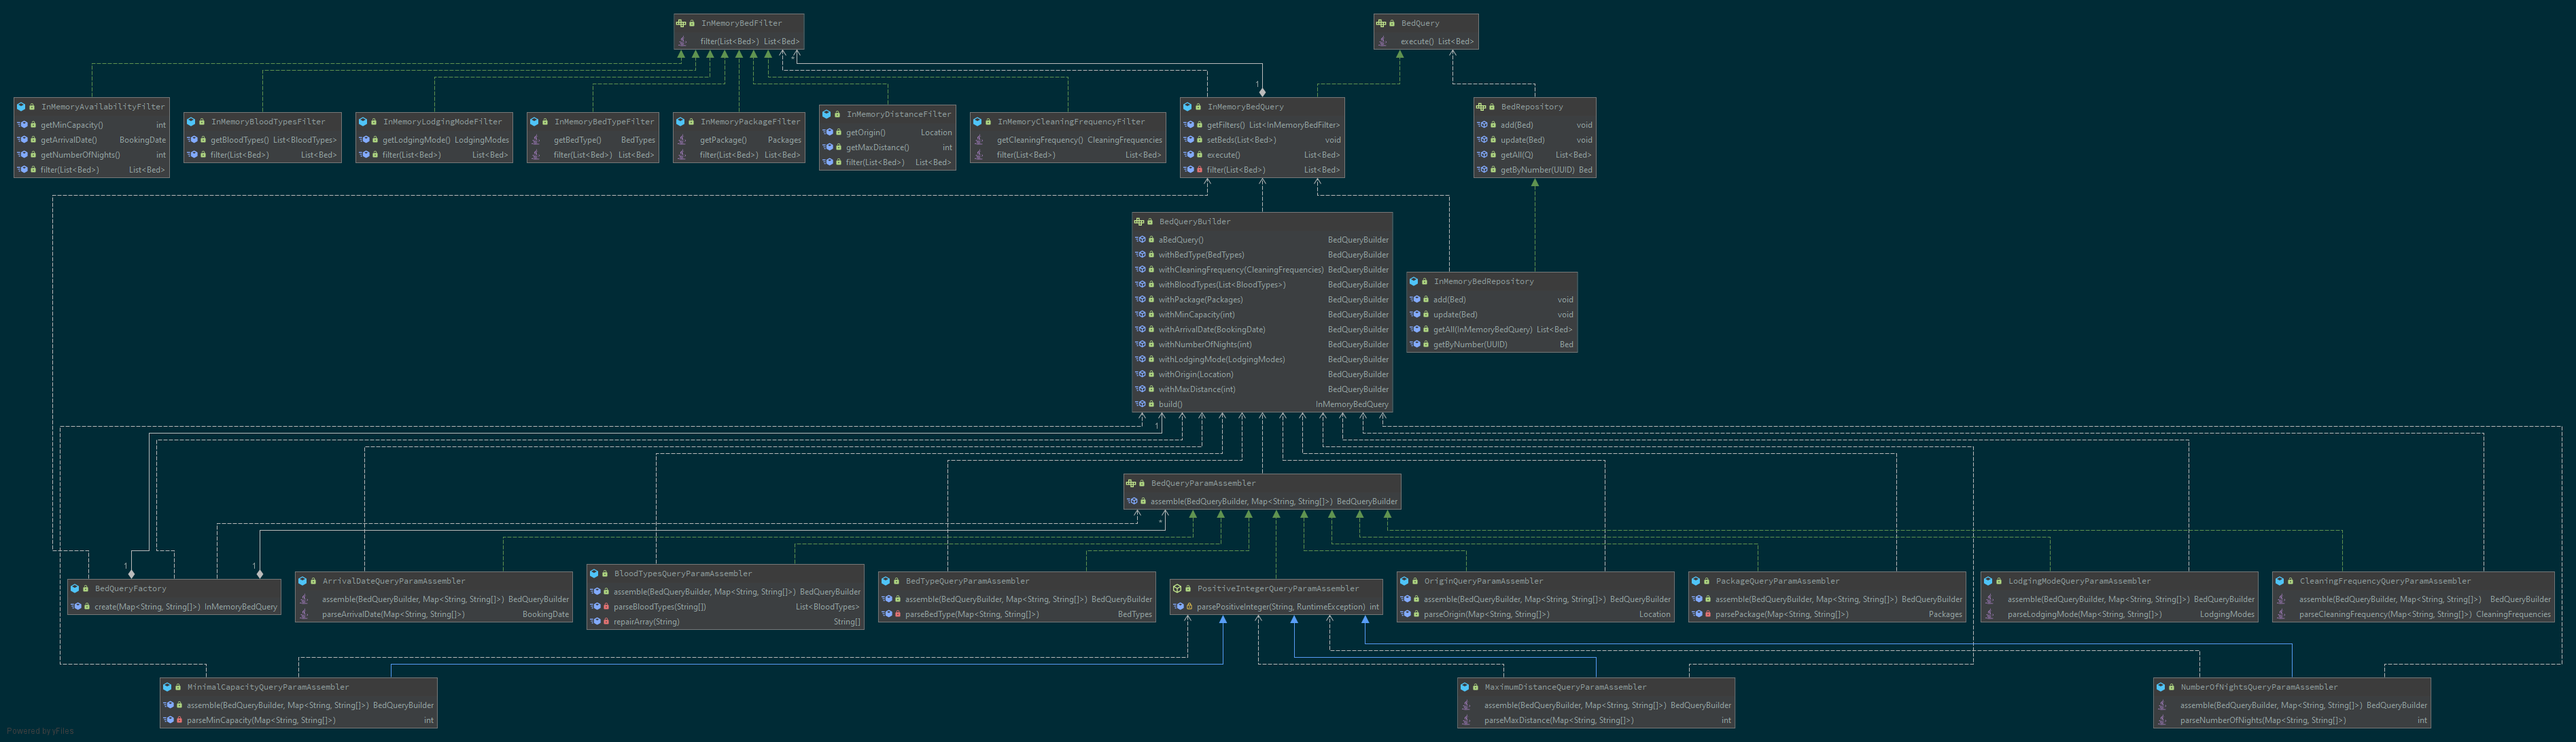 InMemoryBedFilter
filter(List<Bed>) List<Bed>
BedQuery
execute() List<Bed>
*
1
InMemoryAvailabilityFilter
getMinCapacity() int
getArrivalDate() BookingDate
getNumberOfNights() int
filter(List<Bed>) List<Bed>
InMemoryBloodTypesFilter
getBloodTypes() List<BloodTypes>
filter(List<Bed>) List<Bed>
InMemoryLodgingModeFilter
getLodgingMode() LodgingModes
filter(List<Bed>) List<Bed>
InMemoryBedTypeFilter
getBedType() BedTypes
filter(List<Bed>) List<Bed>
InMemoryPackageFilter
getPackage() Packages
filter(List<Bed>) List<Bed>
InMemoryDistanceFilter
getOrigin() Location
getMaxDistance() int
filter(List<Bed>) List<Bed>
InMemoryCleaningFrequencyFilter
getCleaningFrequency() CleaningFrequencies
filter(List<Bed>) List<Bed>
InMemoryBedQuery
getFilters() List<InMemoryBedFilter>
setBeds(List<Bed>) void
execute() List<Bed>
filter(List<Bed>) List<Bed>
BedRepository
add(Bed) void
update(Bed) void
getAll(Q) List<Bed>
getByNumber(UUID) Bed
BedQueryBuilder
aBedQuery() BedQueryBuilder
withBedType(BedTypes) BedQueryBuilder
withCleaningFrequency(CleaningFrequencies) BedQueryBuilder
withBloodTypes(List<BloodTypes>) BedQueryBuilder
withPackage(Packages) BedQueryBuilder
withMinCapacity(int) BedQueryBuilder
withArrivalDate(BookingDate) BedQueryBuilder
withNumberOfNights(int) BedQueryBuilder
withLodgingMode(LodgingModes) BedQueryBuilder
withOrigin(Location) BedQueryBuilder
withMaxDistance(int) BedQueryBuilder
build() InMemoryBedQuery
InMemoryBedRepository
add(Bed) void
update(Bed) void
getAll(InMemoryBedQuery) List<Bed>
getByNumber(UUID) Bed
1
BedQueryParamAssembler
assemble(BedQueryBuilder, Map<String, String[]>) BedQueryBuilder
*
1
1
BedQueryFactory
create(Map<String, String[]>) InMemoryBedQuery
ArrivalDateQueryParamAssembler
assemble(BedQueryBuilder, Map<String, String[]>) BedQueryBuilder
parseArrivalDate(Map<String, String[]>) BookingDate
BloodTypesQueryParamAssembler
assemble(BedQueryBuilder, Map<String, String[]>) BedQueryBuilder
parseBloodTypes(String[]) List<BloodTypes>
repairArray(String) String[]
BedTypeQueryParamAssembler
assemble(BedQueryBuilder, Map<String, String[]>) BedQueryBuilder
parseBedType(Map<String, String[]>) BedTypes
PositiveIntegerQueryParamAssembler
parsePositiveInteger(String, RuntimeException) int
OriginQueryParamAssembler
assemble(BedQueryBuilder, Map<String, String[]>) BedQueryBuilder
parseOrigin(Map<String, String[]>) Location
PackageQueryParamAssembler
assemble(BedQueryBuilder, Map<String, String[]>) BedQueryBuilder
parsePackage(Map<String, String[]>) Packages
LodgingModeQueryParamAssembler
assemble(BedQueryBuilder, Map<String, String[]>) BedQueryBuilder
parseLodgingMode(Map<String, String[]>) LodgingModes
CleaningFrequencyQueryParamAssembler
assemble(BedQueryBuilder, Map<String, String[]>) BedQueryBuilder
parseCleaningFrequency(Map<String, String[]>) CleaningFrequencies
MinimalCapacityQueryParamAssembler
assemble(BedQueryBuilder, Map<String, String[]>) BedQueryBuilder
parseMinCapacity(Map<String, String[]>) int
MaximumDistanceQueryParamAssembler
assemble(BedQueryBuilder, Map<String, String[]>) BedQueryBuilder
parseMaxDistance(Map<String, String[]>) int
NumberOfNightsQueryParamAssembler
assemble(BedQueryBuilder, Map<String, String[]>) BedQueryBuilder
parseNumberOfNights(Map<String, String[]>) int
Powered by yFiles